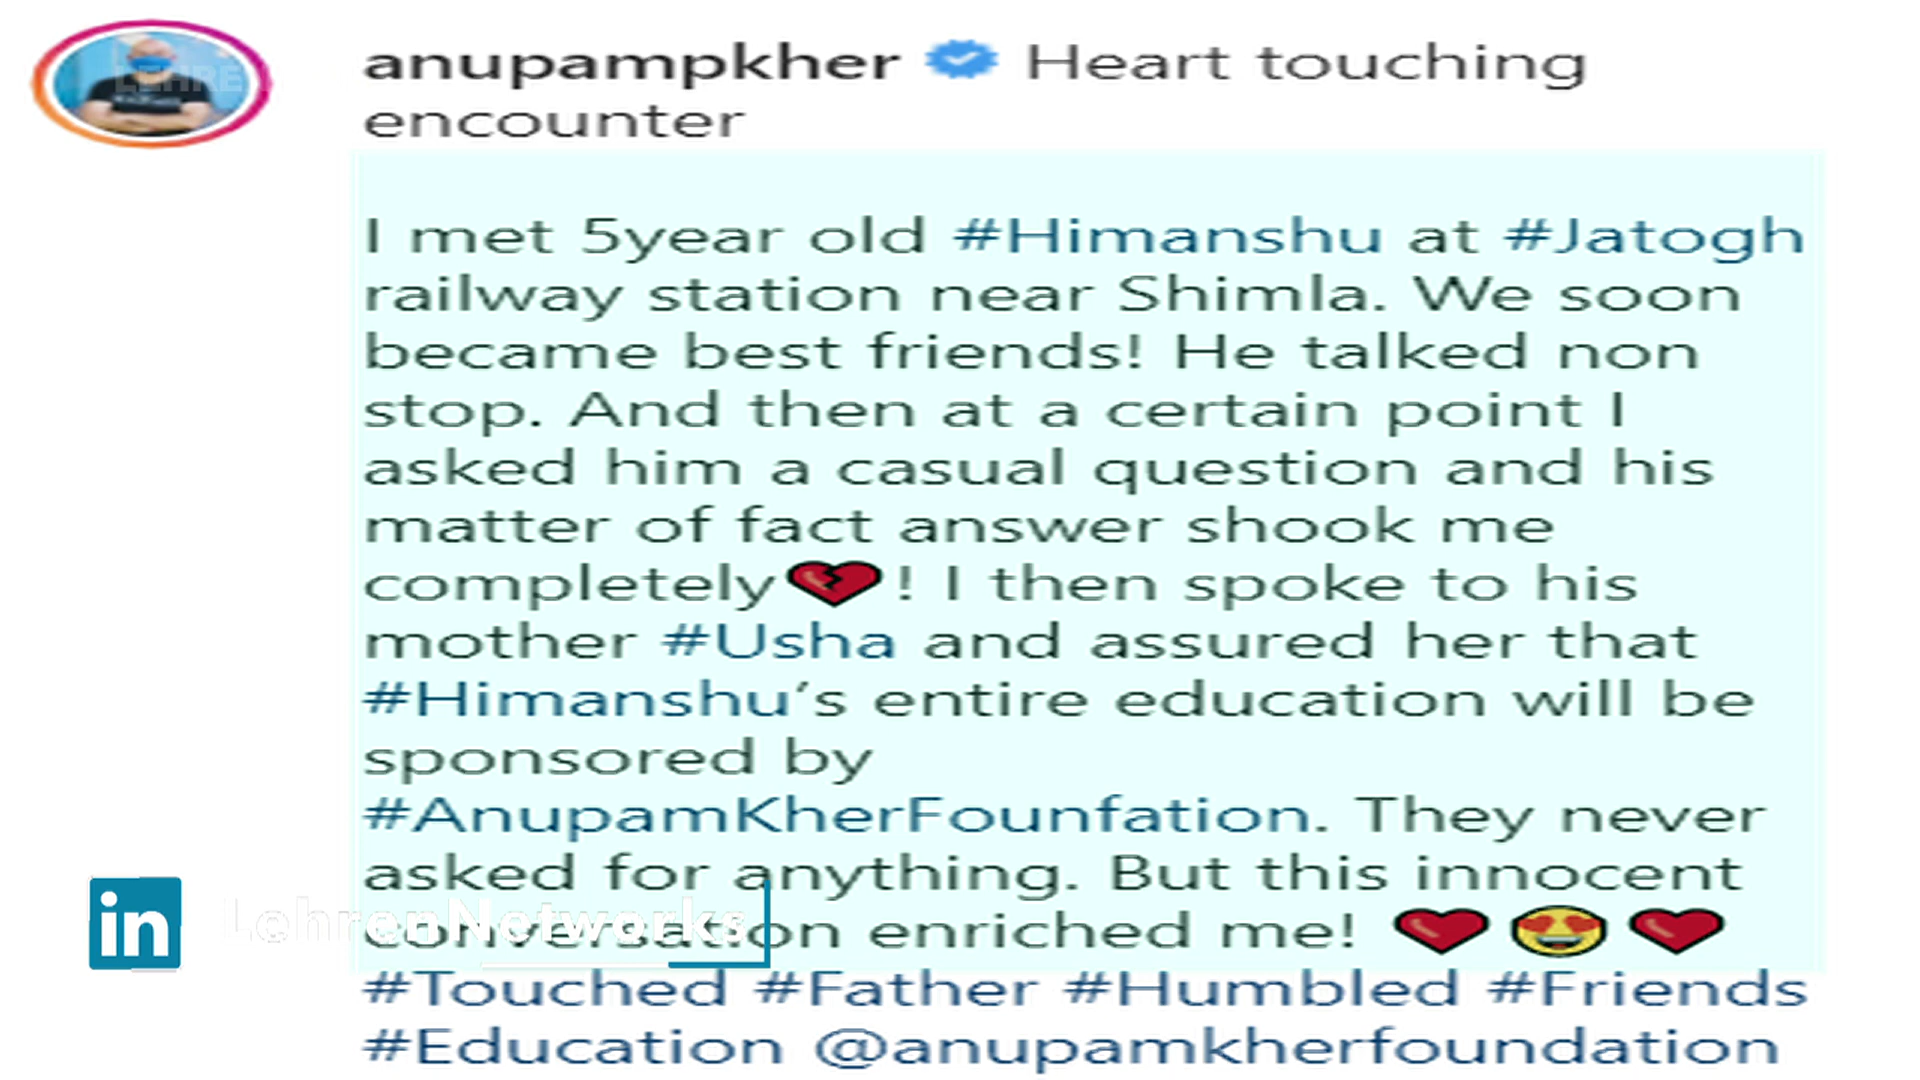 anupampkher Heart touching
encounter
I met 5year old #Himanshu at #Jatogh
railway station near Shimla. We soon
became best friends! He talked non
stop. And then at a certain point I
asked him a casual question and his
matter of fact answer shook me
completely💔! I then spoke to his
mother #Usha and assured her that
#Himanshu‘s entire education will be
sponsored by
#AnupamKherFounfation. They never
asked for anything. But this innocent
conversation enriched me! ❤️ 😍 ❤️
#Touched #Father #Humbled #Friends
#Education @anupamkherfoundation
in LehrenNetworks
LEHRE